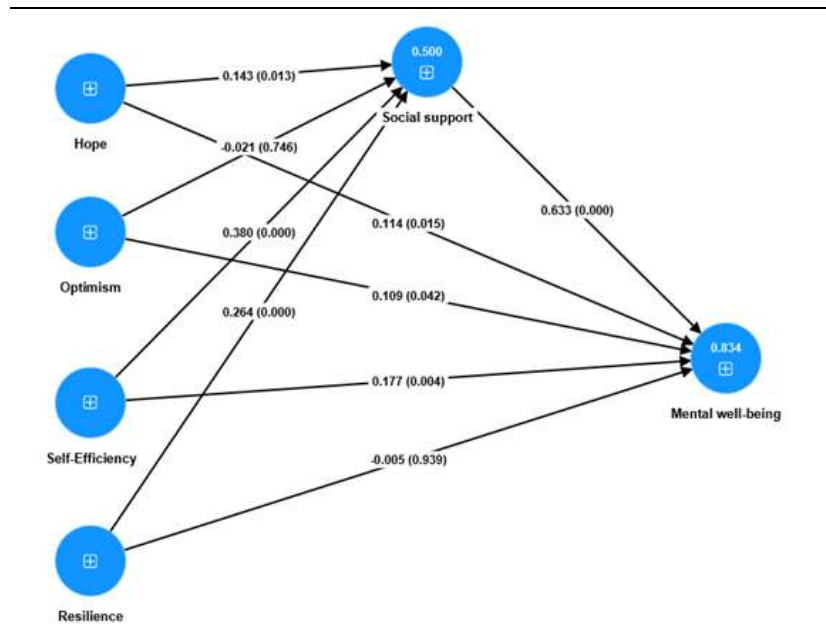 0.500
0.143 (0.013)
Social support
Hope
-0.021 (0.746)
0.633 (0.000)
0.114 (0.015)
0.380 (0.000)
Optimism
0.109 (0.042)
0.264 (0.000)
0.834
0.177 (0.004)
Mental well-being
Self-Efficiency
-0.005 (0.939)
Resilience